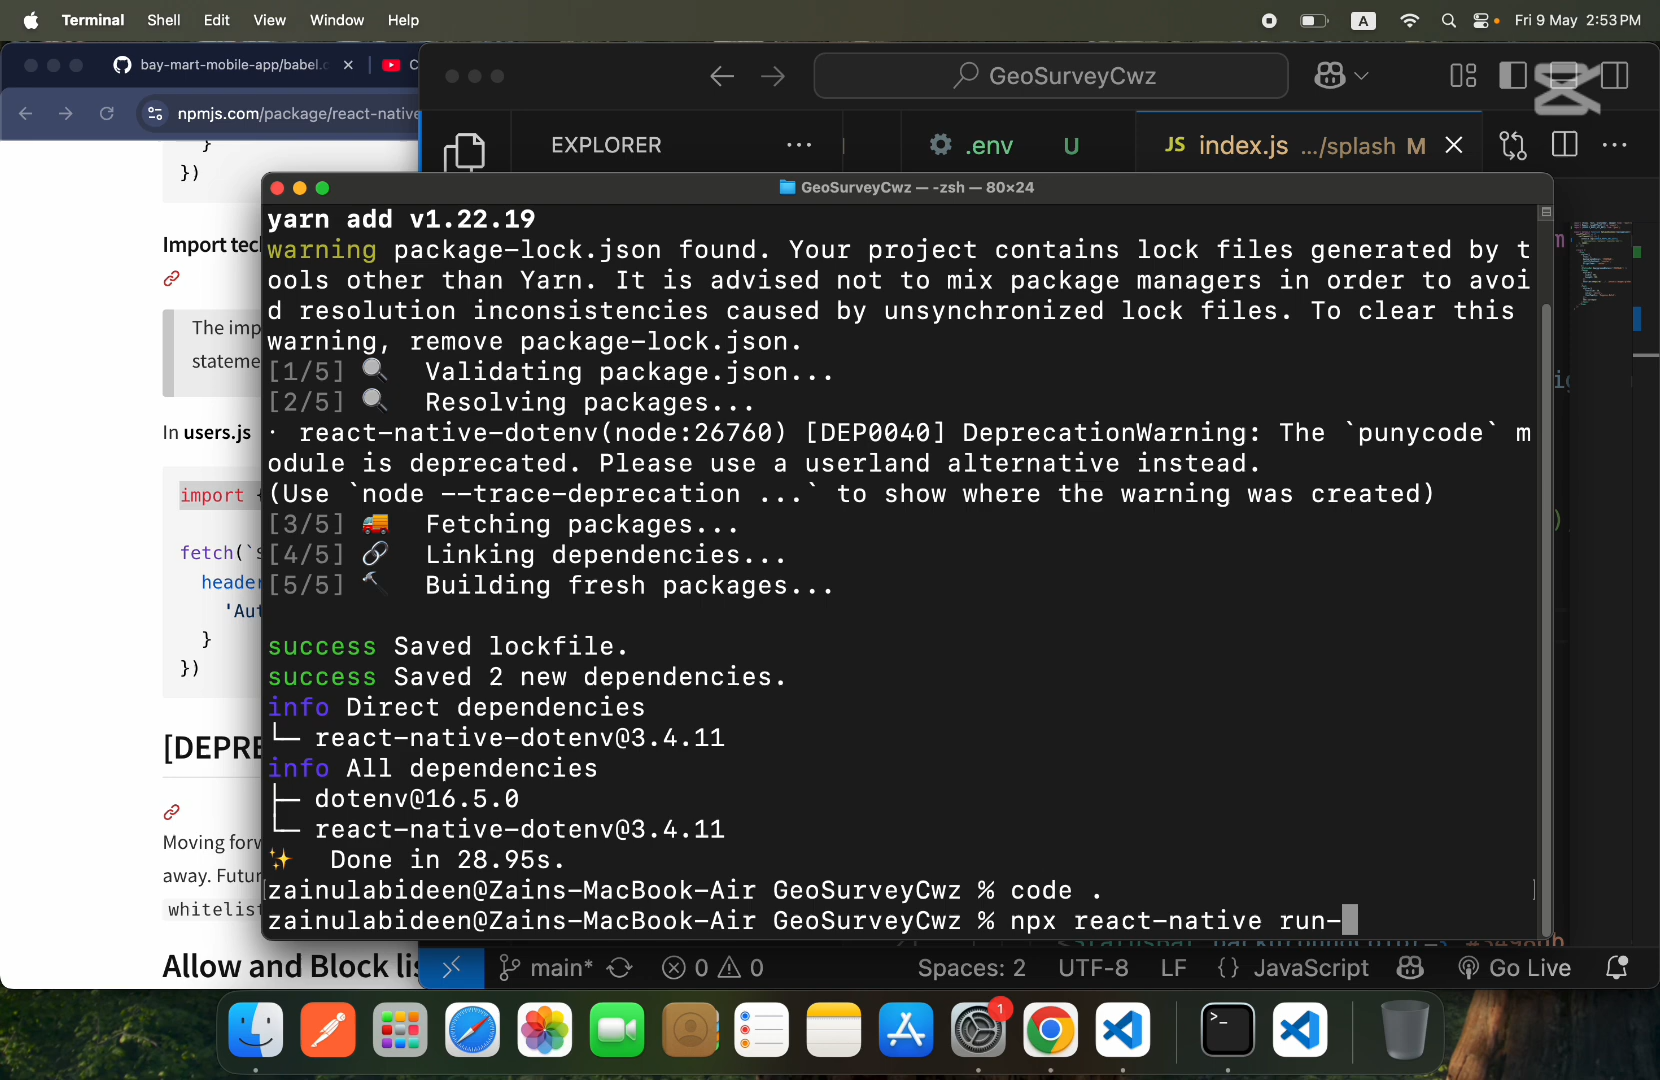 Terminal Shell Edit View Window Help
A Fri 9 May 2:53 PM
bay-mart-mobile-app/babel.c
GeoSurveyCwz
npmjs.com/package/react-native
EXPLORER
.env U
JS index.js .../splash M
GeoSurveyCwz — -zsh — 80×24
}
})
yarn add v1.22.19
warning package-lock.json found. Your project contains lock files generated by t
ools other than Yarn. It is advised not to mix package managers in order to avoi
d resolution inconsistencies caused by unsynchronized lock files. To clear this
warning, remove package-lock.json.
[1/5] 🔍 Validating package.json...
[2/5] 🔍 Resolving packages...
· react-native-dotenv(node:26760) [DEP0040] DeprecationWarning: The `punycode` m
odule is deprecated. Please use a userland alternative instead.
(Use `node --trace-deprecation ...` to show where the warning was created)
[3/5] 🚚 Fetching packages...
[4/5] 🔗 Linking dependencies...
[5/5] 🔨 Building fresh packages...
success Saved lockfile.
success Saved 2 new dependencies.
info Direct dependencies
└─ react-native-dotenv@3.4.11
info All dependencies
├─ dotenv@16.5.0
└─ react-native-dotenv@3.4.11
✨ Done in 28.95s.
zainulabideen@Zains-MacBook-Air GeoSurveyCwz % code .
zainulabideen@Zains-MacBook-Air GeoSurveyCwz % npx react-native run-
Import tec
The imp
stateme
In users.js
import {
fetch(`$
header
'Aut
}
})
[DEPRE
Moving forw
away. Futur
whitelist
Allow and Block lis
main* 0 0 Spaces: 2 UTF-8 LF {} JavaScript Go Live
1